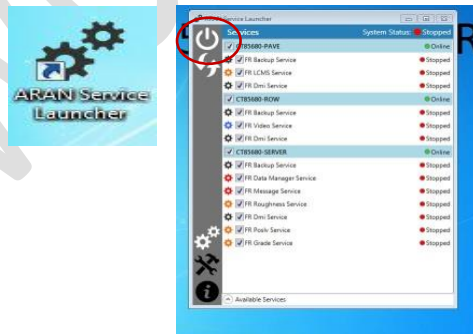 ARAN Service
Launcher
Service Launcher
Services System Status: Stopped
CT85680-PAVE Online
FR Backup Service Stopped
FR LCMS Service Stopped
FR Dmi Service Stopped
CT85680-ROW Online
FR Backup Service Stopped
FR Video Service Stopped
FR Dmi Service Stopped
CT85680-SERVER Online
FR Backup Service Stopped
FR Data Manager Service Stopped
FR Message Service Stopped
FR Roughness Service Stopped
FR Dmi Service Stopped
FR Poslv Service Stopped
FR Grade Service Stopped
Available Services